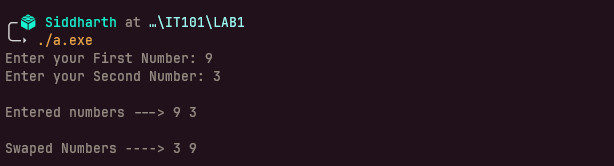 Siddharth at …\IT101\LAB1
./a.exe
Enter your First Number: 9
Enter your Second Number: 3
Entered numbers ---> 9 3
Swaped Numbers ----> 3 9